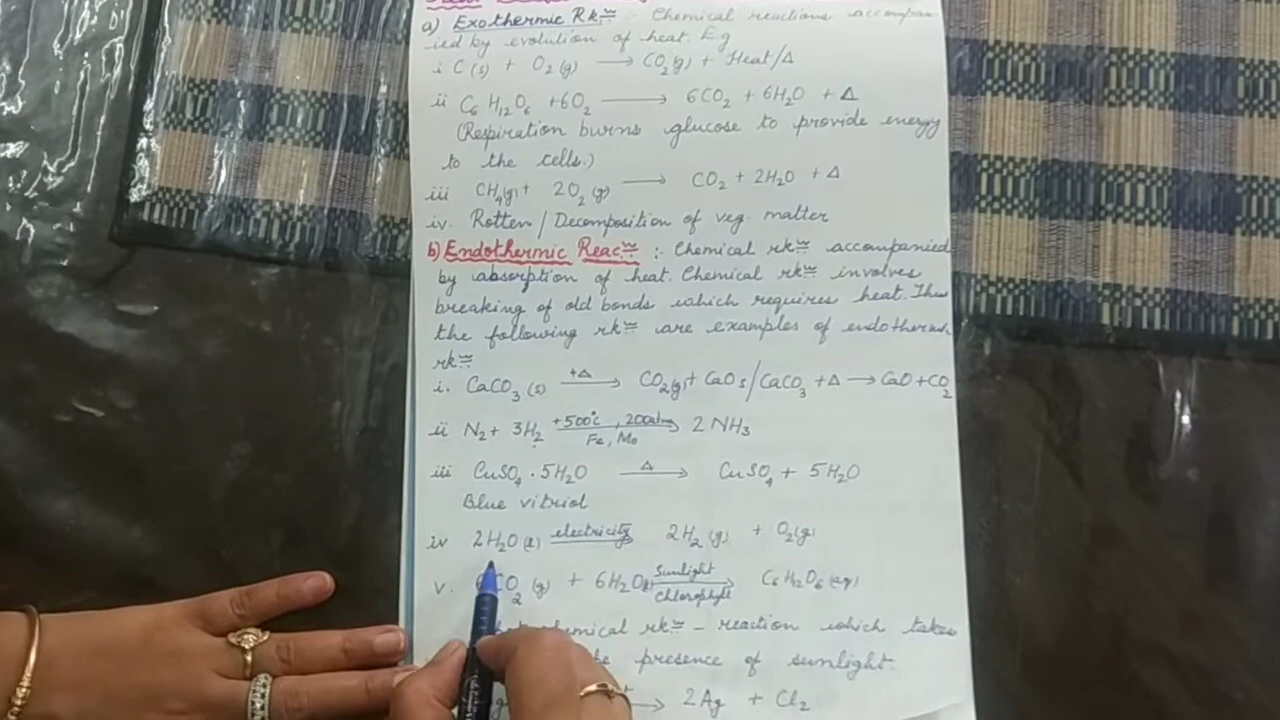 a) Exothermic Rk≅ :- Chemical reactions accompan
ied by evolution of heat. Eg
i C(s) + O₂(g) → CO₂(g) + Heat/Δ
ii C₆H₁₂O₆ + 6O₂ → 6CO₂ + 6H₂O + Δ
(Respiration burns glucose to provide energy
to the cells.)
iii CH₄(g) + 2O₂(g) → CO₂ + 2H₂O + Δ
iv. Rotten / Decomposition of veg. matter
b) Endothermic Reac≅ :- Chemical rk≅ accompanied
by absorption of heat. Chemical rk≅ involves
breaking of old bonds which requires heat. Thus
the following rk≅ are examples of endotherm
rk≅
i. CaCO₃(s) +Δ → CO₂(g) + CaO s / CaCO₃ + Δ → CaO + CO₂
ii N₂ + 3H₂ +500°c, 200atm → Fe, Mo 2NH₃
iii CuSO₄ · 5H₂O Δ → CuSO₄ + 5H₂O
Blue vitriol
iv 2H₂O(l) electricity → 2H₂(g) + O₂(g)
v. 6CO₂(g) + 6H₂O(l) Sunlight → Chlorophyll C₆H₁₂O₆(aq)
chemical rk≅ - reaction which takes
presence of sunlight.
→ 2Ag + Cl₂